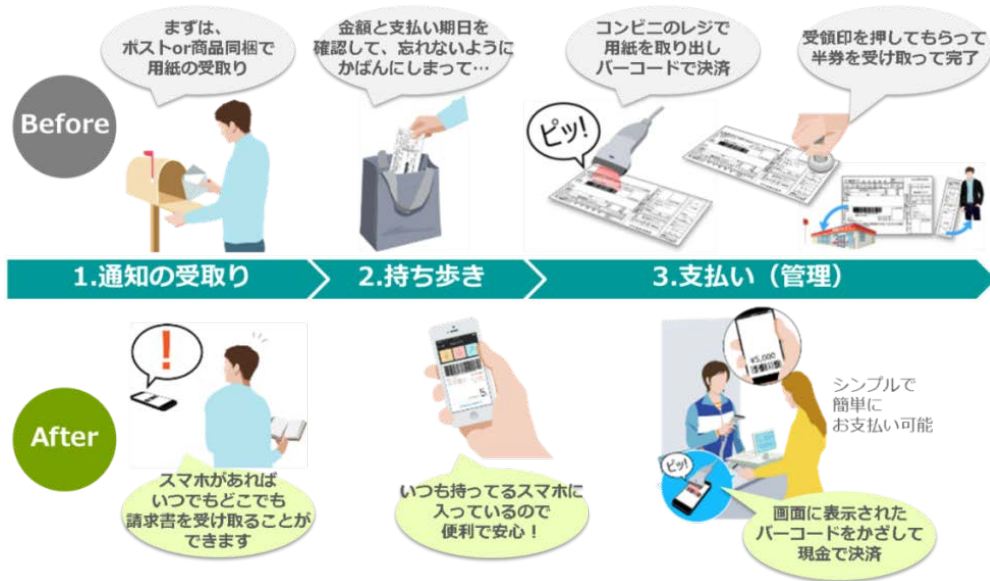 まずは、
ポストor商品同梱で
用紙の受取り
金額と支払い期日を
確認して、忘れないように
かばんにしまって…
コンビニのレジで
用紙を取り出し
バーコードで決済
受領印を押してもらって
半券を受け取って完了
Before
ピッ!
1.通知の受取り
2.持ち歩き
3.支払い（管理）
After
!
¥5,000
シンプルで
簡単に
お支払い可能
ピッ!
スマホがあれば
いつでもどこでも
請求書を受け取ることが
できます
いつも持ってるスマホに
入っているので
便利で安心！
画面に表示された
バーコードをかざして
現金で決済